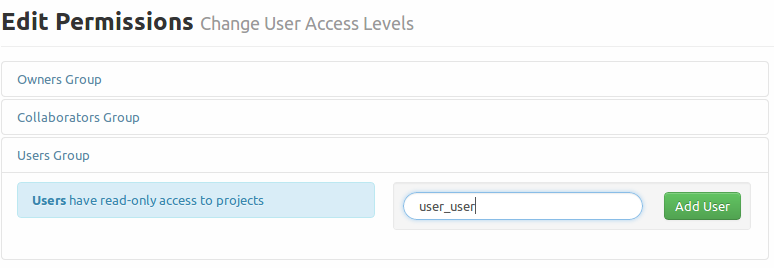 Edit Permissions Change User Access Levels
Owners Group
Collaborators Group
Users Group
Users have read-only access to projects
user_user
Add User